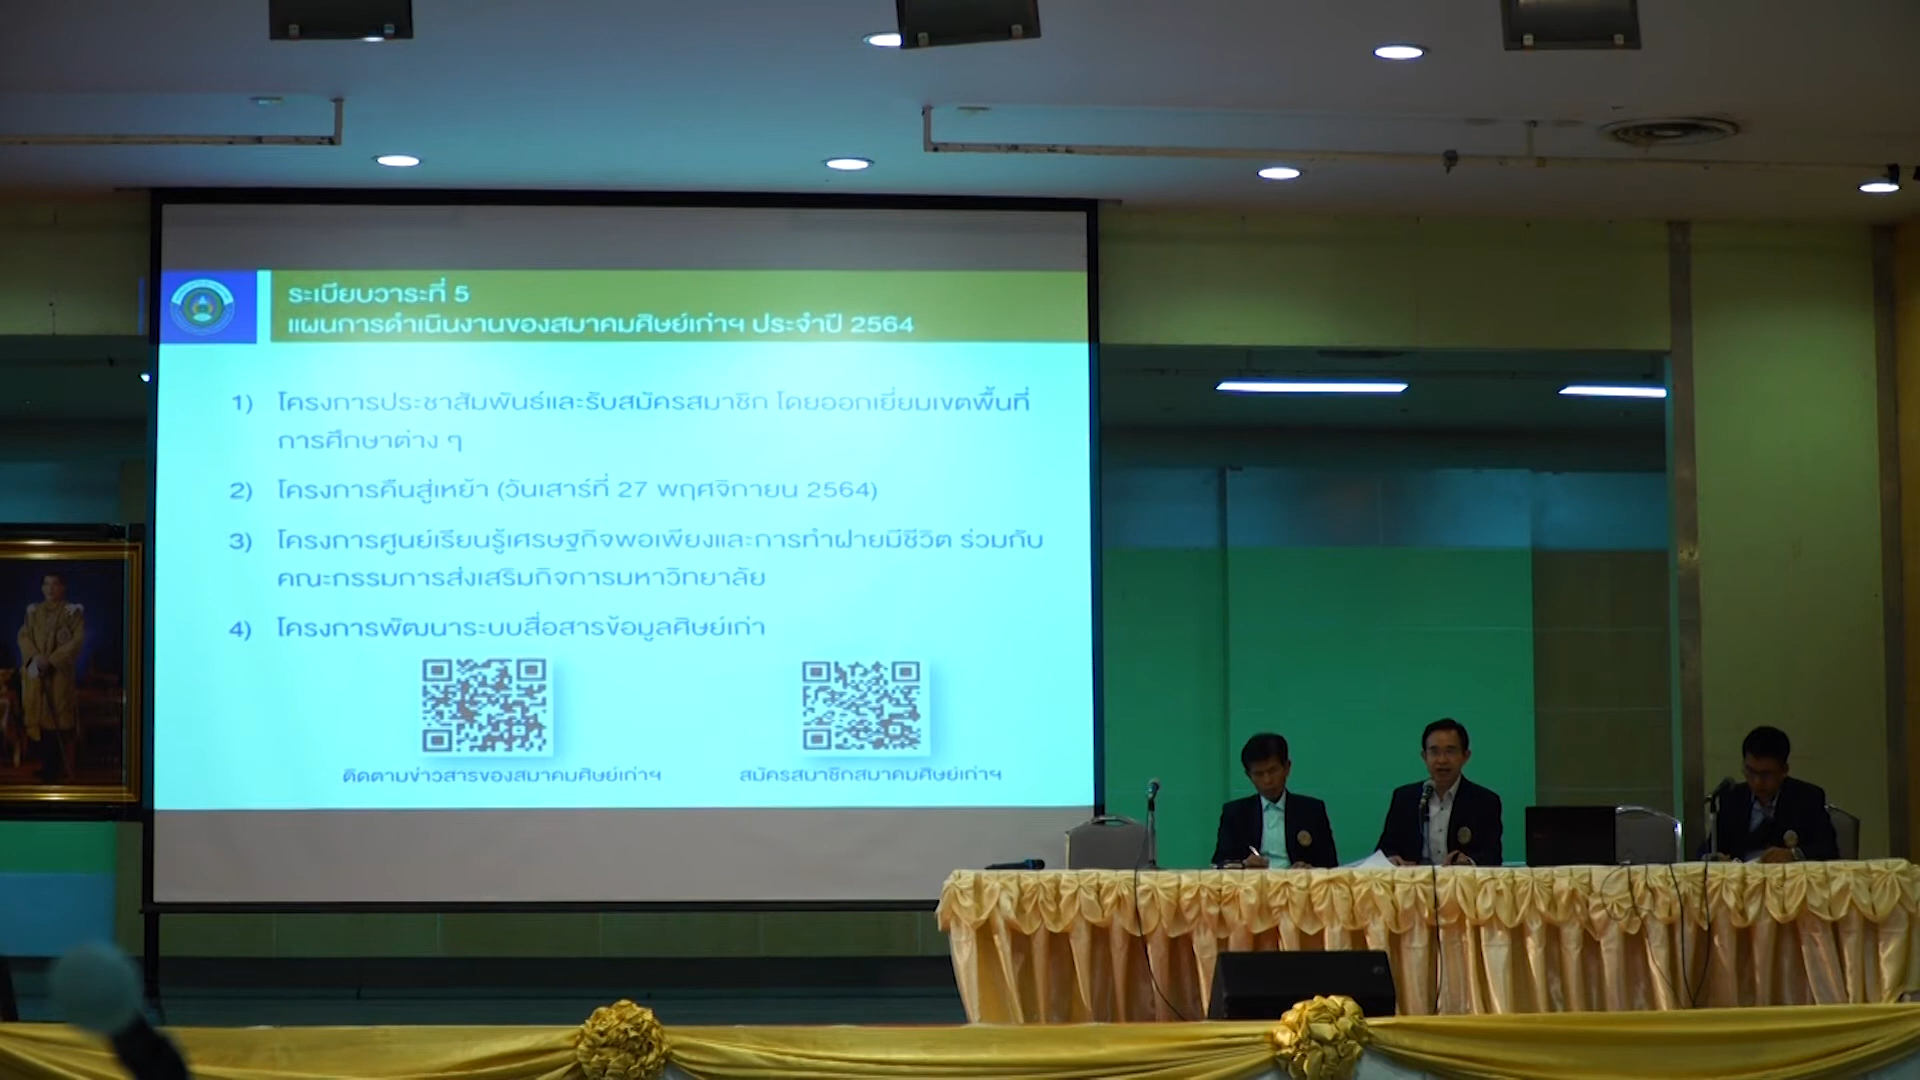 ระเบียบวาระที่ 5
แผนการดำเนินงานของสมาคมศิษย์เก่าฯ ประจำปี 2564
1) โครงการประชาสัมพันธ์และรับสมัครสมาชิก โดยออกเยี่ยมเขตพื้นที่
การศึกษาต่าง ๆ
2) โครงการคืนสู่เหย้า (วันเสาร์ที่ 27 พฤศจิกายน 2564)
3) โครงการศูนย์เรียนรู้เศรษฐกิจพอเพียงและการทำฝายมีชีวิต ร่วมกับ
คณะกรรมการส่งเสริมกิจการมหาวิทยาลัย
4) โครงการพัฒนาระบบสื่อสารข้อมูลศิษย์เก่า
ติดตามข่าวสารของสมาคมศิษย์เก่าฯ
สมัครสมาชิกสมาคมศิษย์เก่าฯ